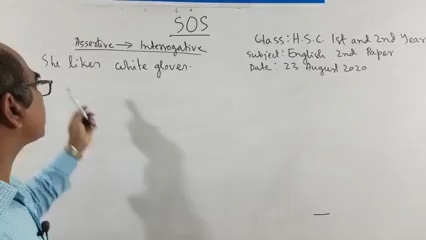 SOS
Assertive → Interrogative
She likes white gloves.
Class: H.S.C. 1st and 2nd Year
Subject: English 2nd Paper
Date: 23 August 2020